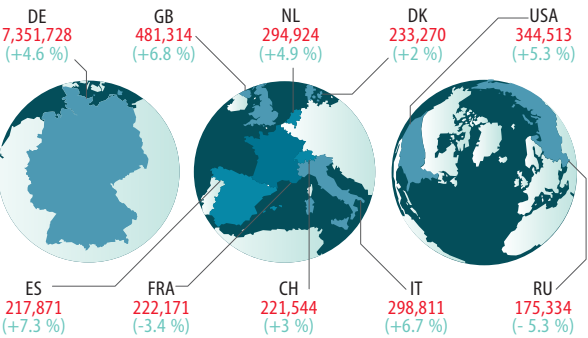 DE
7,351,728
(+4.6 %)
GB
481,314
(+6.8 %)
NL
294,924
(+4.9 %)
DK
233,270
(+2 %)
USA
344,513
(+5.3 %)
ES
217,871
(+7.3 %)
FRA
222,171
(-3.4 %)
CH
221,544
(+3 %)
IT
298,811
(+6.7 %)
RU
175,334
(- 5.3 %)